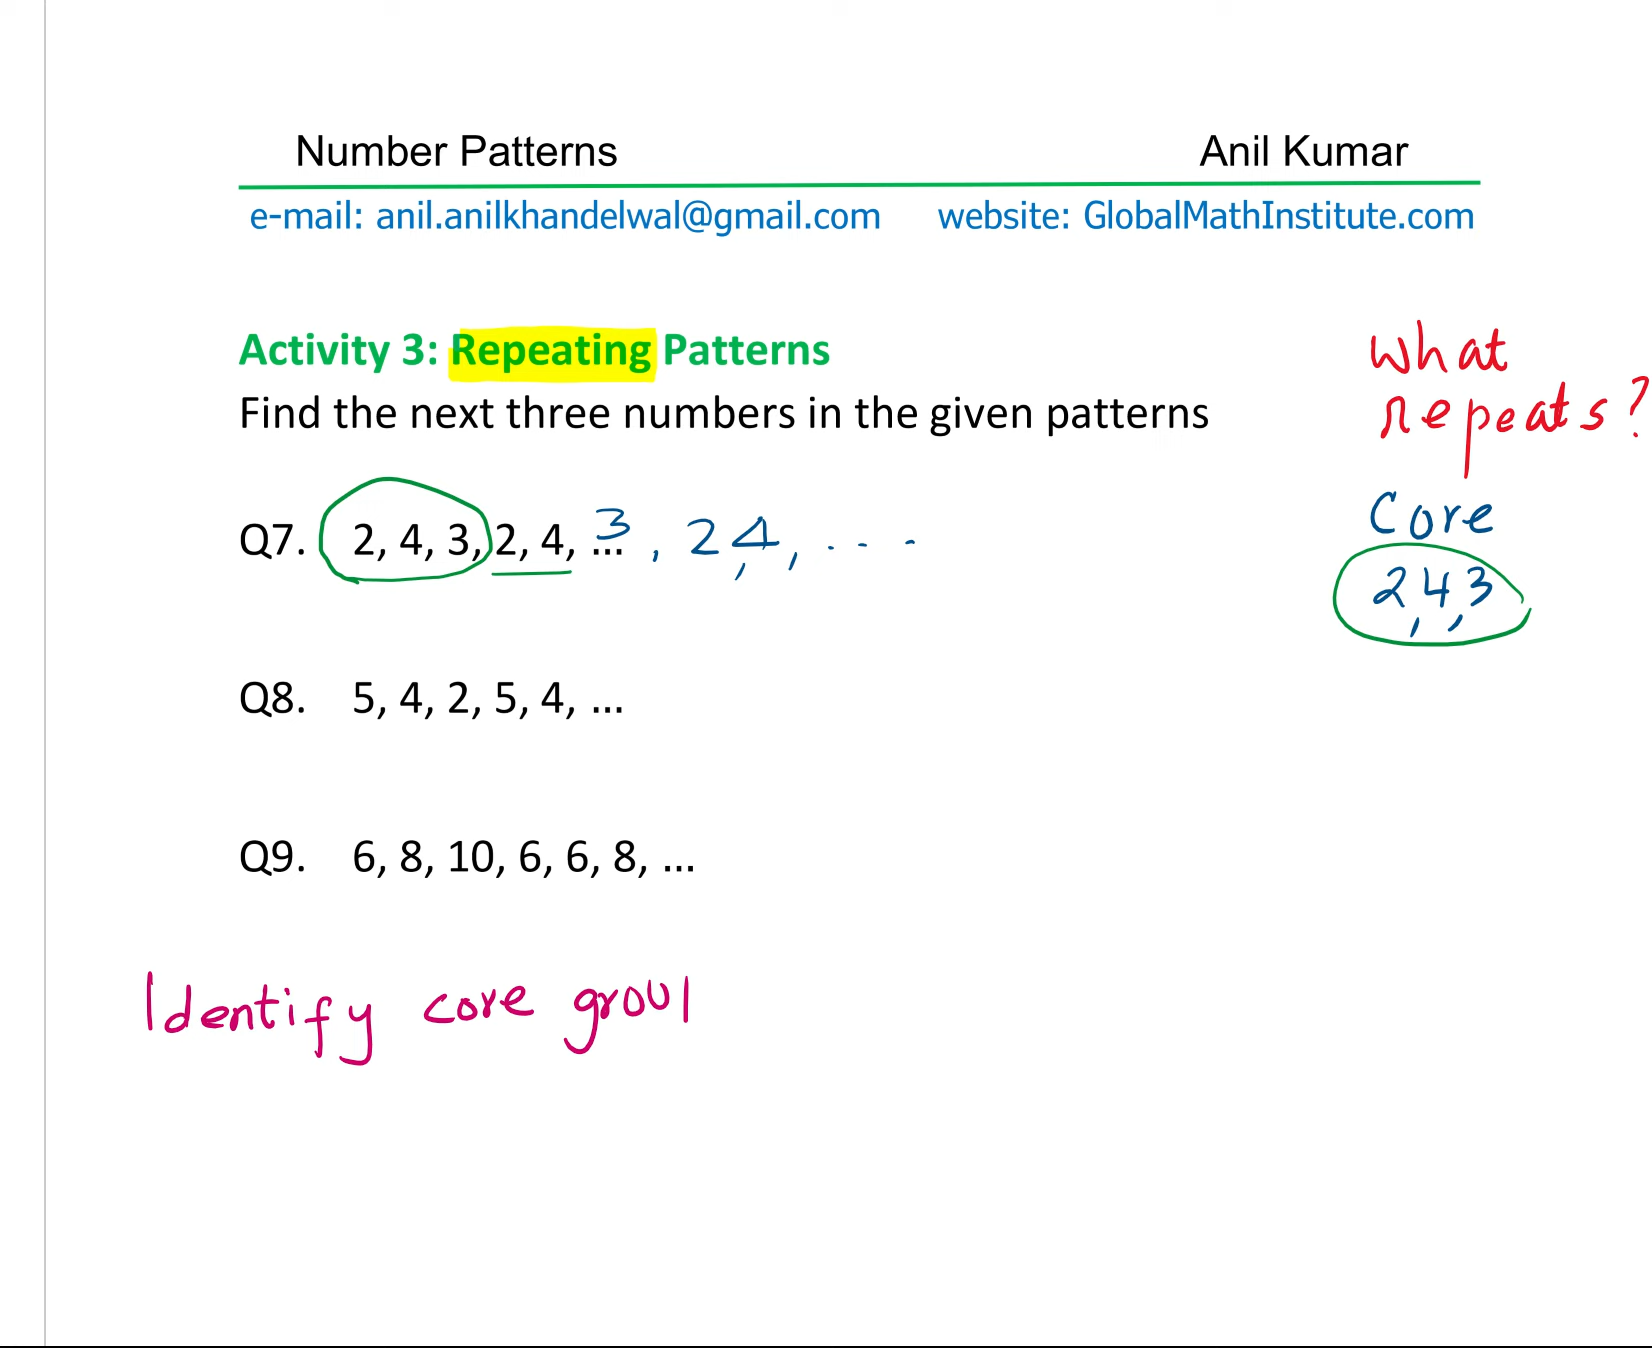 Number Patterns Anil Kumar
e-mail: anil.anilkhandelwal@gmail.com website: GlobalMathInstitute.com
Activity 3: Repeating Patterns
Find the next three numbers in the given patterns
What
repeats?
Core
2, 4, 3
Q7. 2, 4, 3, 2, 4, ... 3, 2, 4, ...
Q8. 5, 4, 2, 5, 4, ...
Q9. 6, 8, 10, 6, 6, 8, ...
Identify core grou